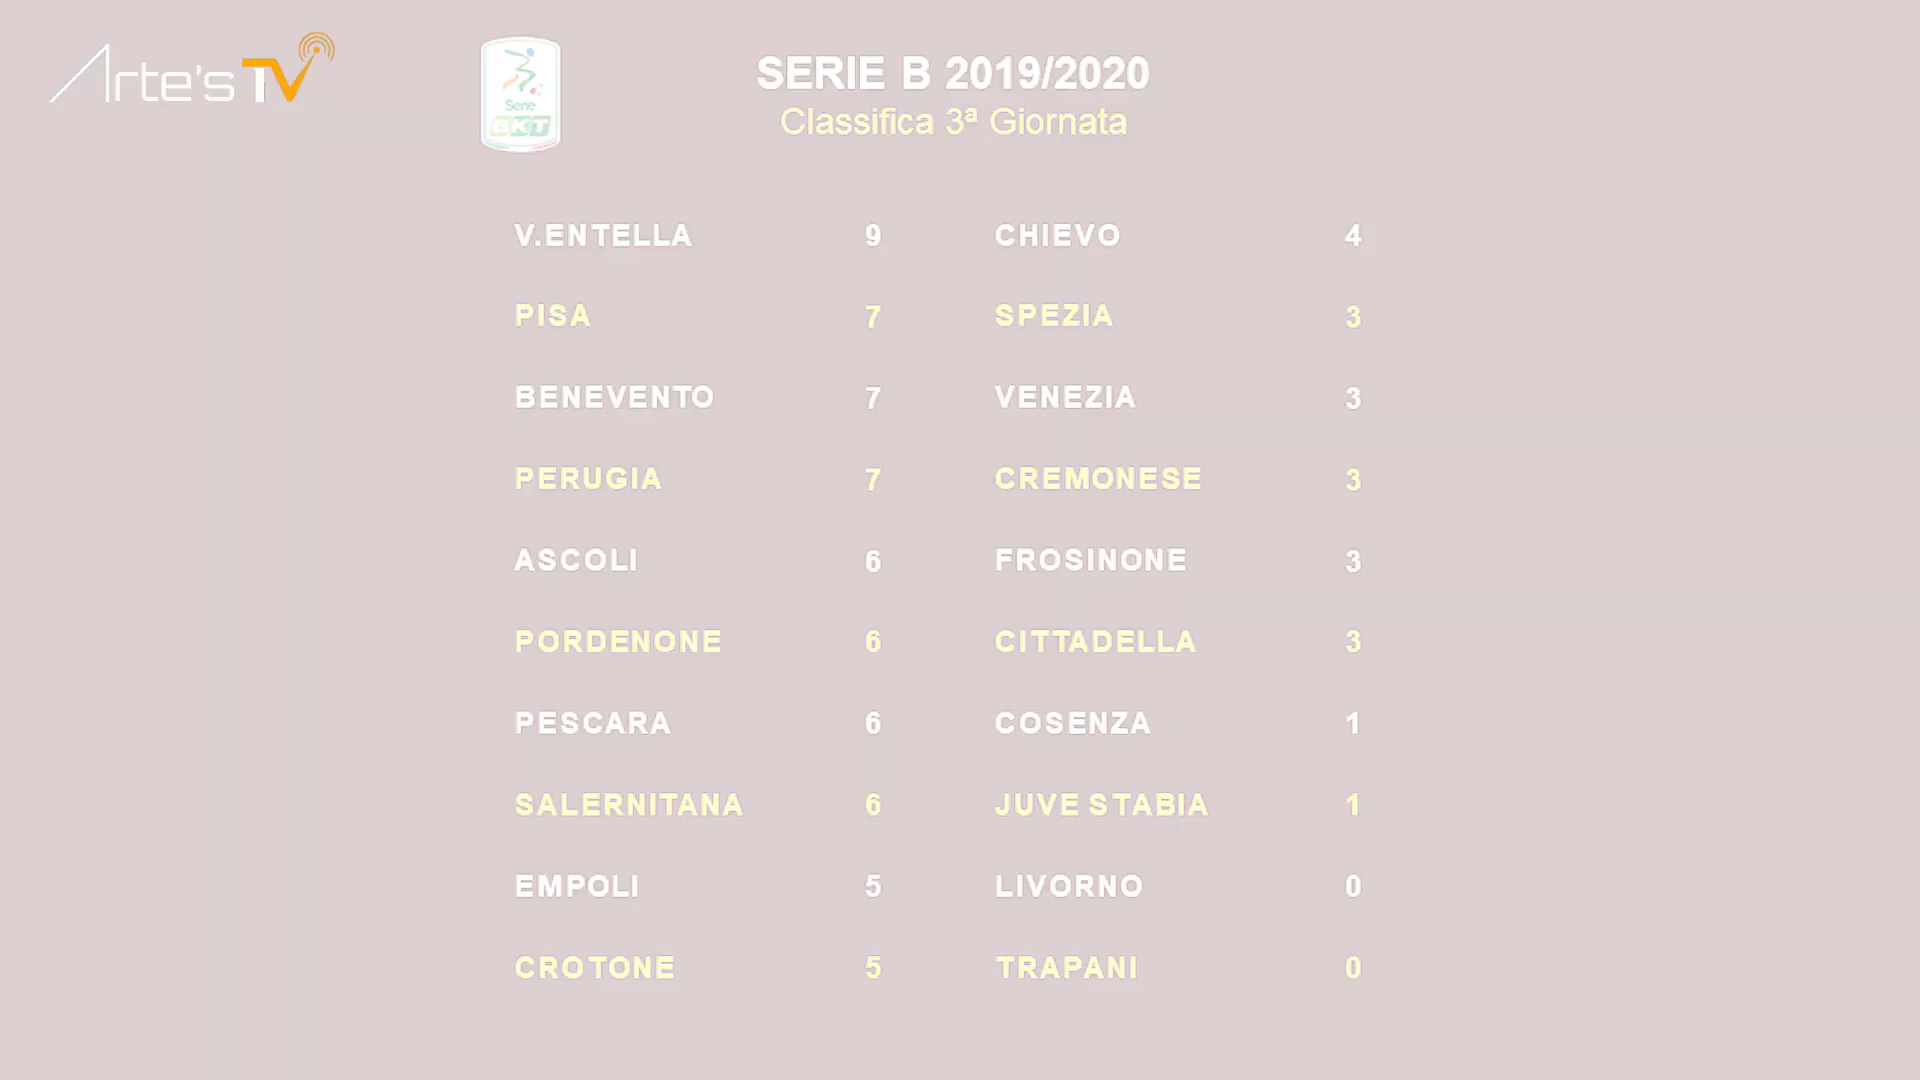 Arte's TV
Serie
BKT
SERIE B 2019/2020
Classifica 3ª Giornata
V.ENTELLA 9 CHIEVO 4
PISA 7 SPEZIA 3
BENEVENTO 7 VENEZIA 3
PERUGIA 7 CREMONESE 3
ASCOLI 6 FROSINONE 3
PORDENONE 6 CITTADELLA 3
PESCARA 6 COSENZA 1
SALERNITANA 6 JUVE STABIA 1
EMPOLI 5 LIVORNO 0
CROTONE 5 TRAPANI 0